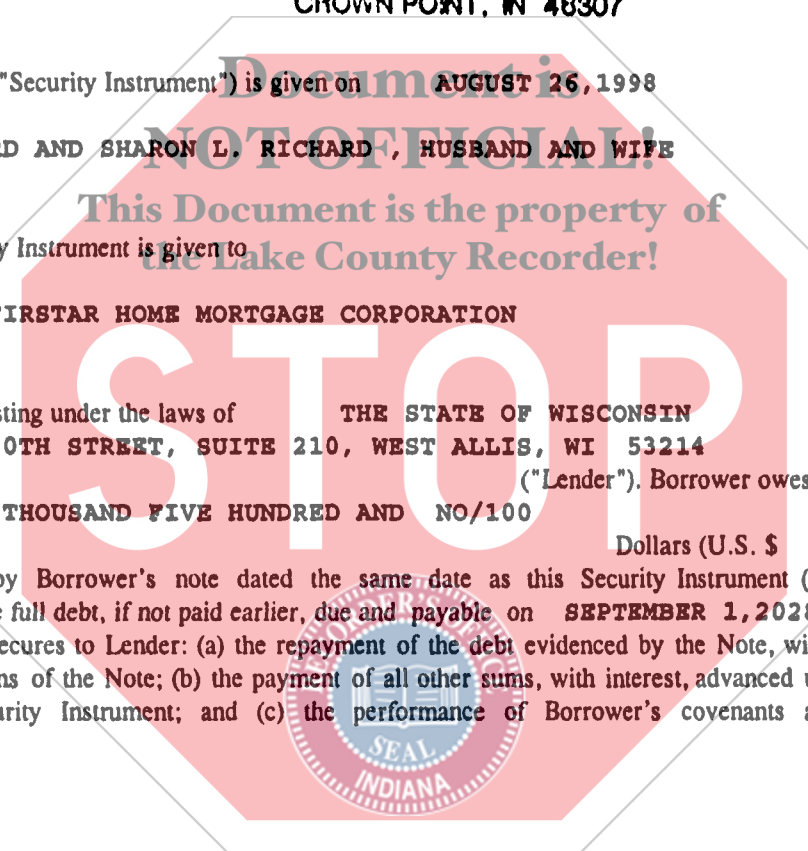 CROWN POINT, IN 46307
"Security Instrument") is given on AUGUST 26,1998
Document is
RD AND SHARON L. RICHARD , HUSBAND AND WIFE
NOT OFFICIAL!
This Document is the property of
y Instrument is given to
the Lake County Recorder!
FIRSTAR HOME MORTGAGE CORPORATION
STOP
sting under the laws of THE STATE OF WISCONSIN
0TH STREET, SUITE 210, WEST ALLIS, WI 53214
("Lender"). Borrower owes
THOUSAND FIVE HUNDRED AND NO/100
Dollars (U.S. $
by Borrower's note dated the same date as this Security Instrument (
e full debt, if not paid earlier, due and payable on SEPTEMBER 1,2028
ecures to Lender: (a) the repayment of the debt evidenced by the Note, wi
ns of the Note; (b) the payment of all other sums, with interest, advanced u
urity Instrument; and (c) the performance of Borrower's covenants a
RECORDER'S OFFICE
SEAL
INDIANA